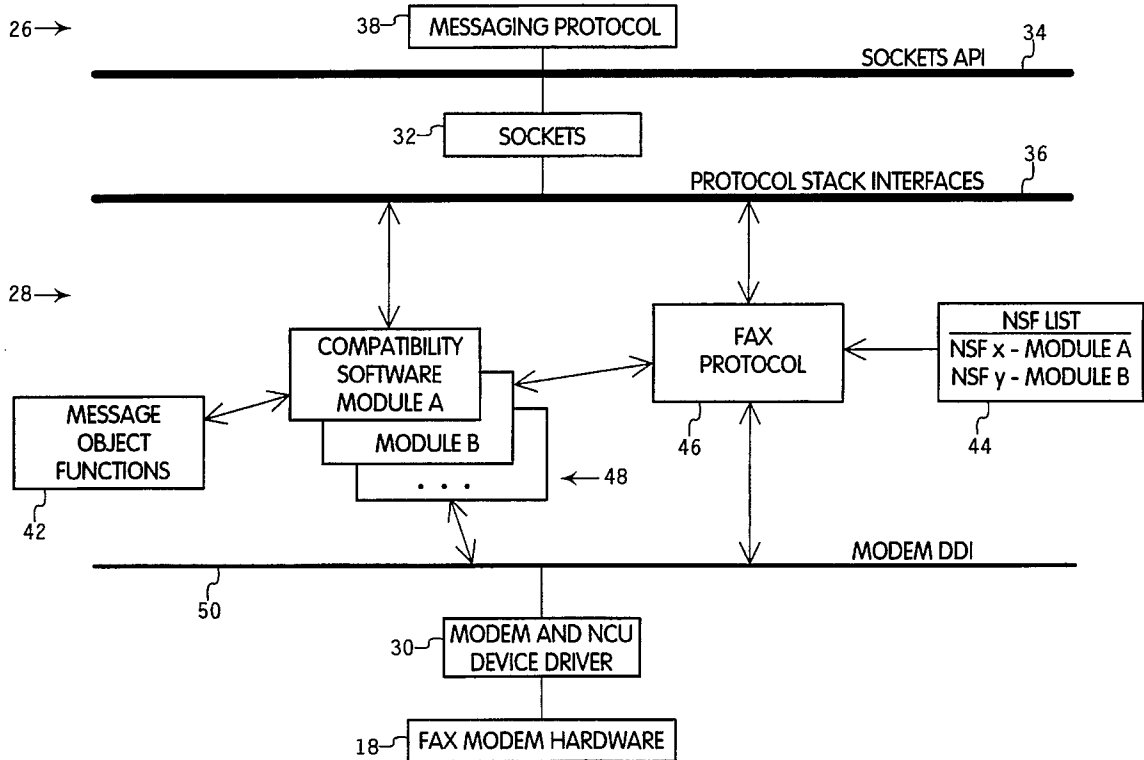 26
38 MESSAGING PROTOCOL
SOCKETS API
34
32 SOCKETS
PROTOCOL STACK INTERFACES
36
28
COMPATIBILITY
SOFTWARE
MODULE A
MODULE B
. . .
48
FAX
PROTOCOL
46
NSF LIST
NSF x - MODULE A
NSF y - MODULE B
44
MESSAGE
OBJECT
FUNCTIONS
42
MODEM DDI
50
30 MODEM AND NCU
DEVICE DRIVER
18 FAX MODEM HARDWARE